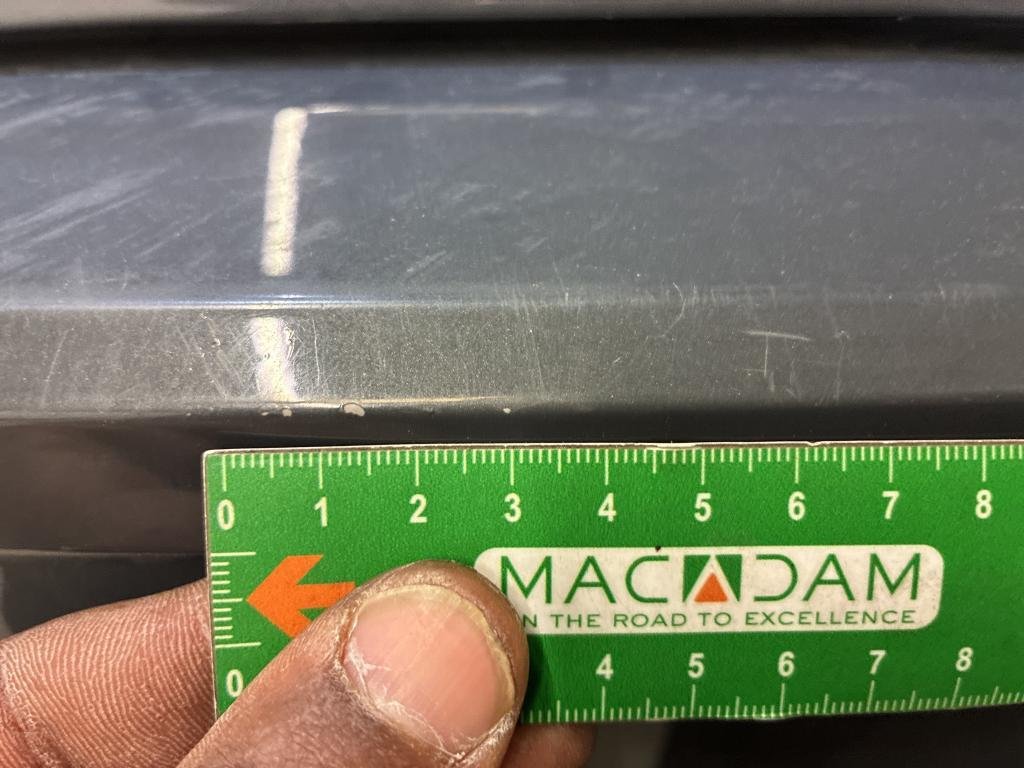 0 1 2 3 4 5 6 7 8
MACADAM
N THE ROAD TO EXCELLENCE
0 4 5 6 7 8